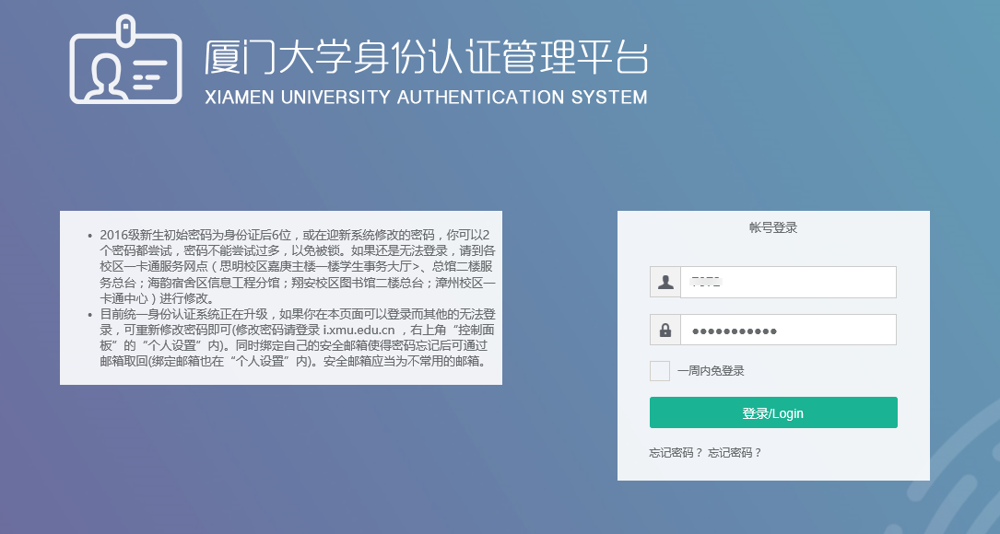 厦门大学身份认证管理平台
XIAMEN UNIVERSITY AUTHENTICATION SYSTEM
• 2016级新生初始密码为身份证后6位，或在迎新系统修改的密码，你可以2
个密码都尝试，密码不能尝试过多，以免被锁。如果还是无法登录，请到各
校区一卡通服务网点（思明校区嘉庚主楼一楼学生事务大厅>、总馆二楼服
务总台；海韵宿舍区信息工程分馆；翔安校区图书馆二楼总台；漳州校区一
卡通中心）进行修改。
• 目前统一身份认证系统正在升级，如果你在本页面可以登录而其他的无法登
录，可重新修改密码即可(修改密码请登录 i.xmu.edu.cn ，右上角“控制面
板”的“个人设置”内)。同时绑定自己的安全邮箱使得密码忘记后可通过
邮箱取回(绑定邮箱也在“个人设置”内)。安全邮箱应当为不常用的邮箱。
帐号登录
●●●●●●●●●●●
一周内免登录
登录/Login
忘记密码？ 忘记密码？